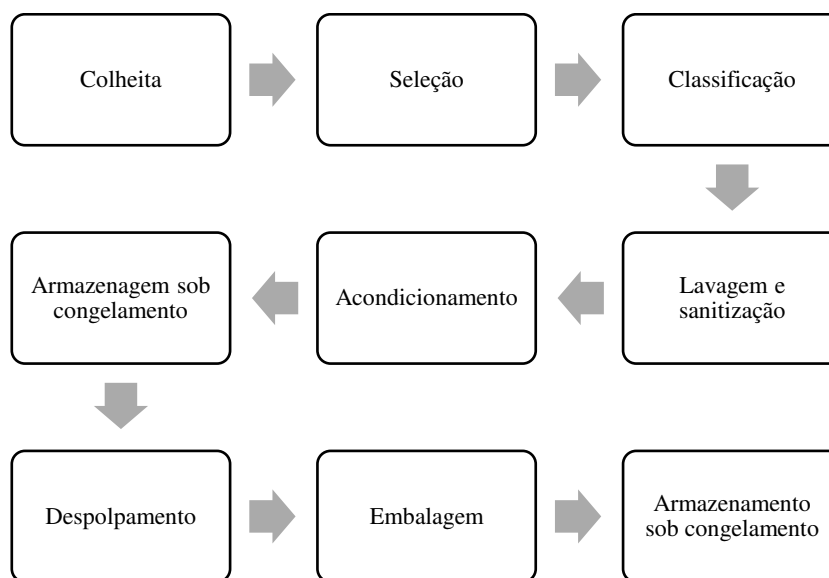 Colheita
Seleção
Classificação
Armazenagem sob
congelamento
Acondicionamento
Lavagem e
sanitização
Despolpamento
Embalagem
Armazenamento
sob congelamento